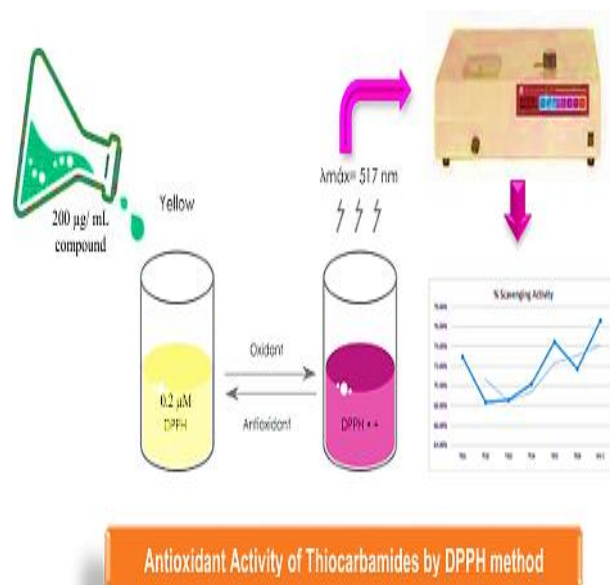 λmáx= 517 nm
Yellow
200 µg/ mL
compound
Oxidant
0.2 µM
DPPH
Antioxidant
DPPH • +
% Scavenging Activity
Antioxidant Activity of Thiocarbamides by DPPH method